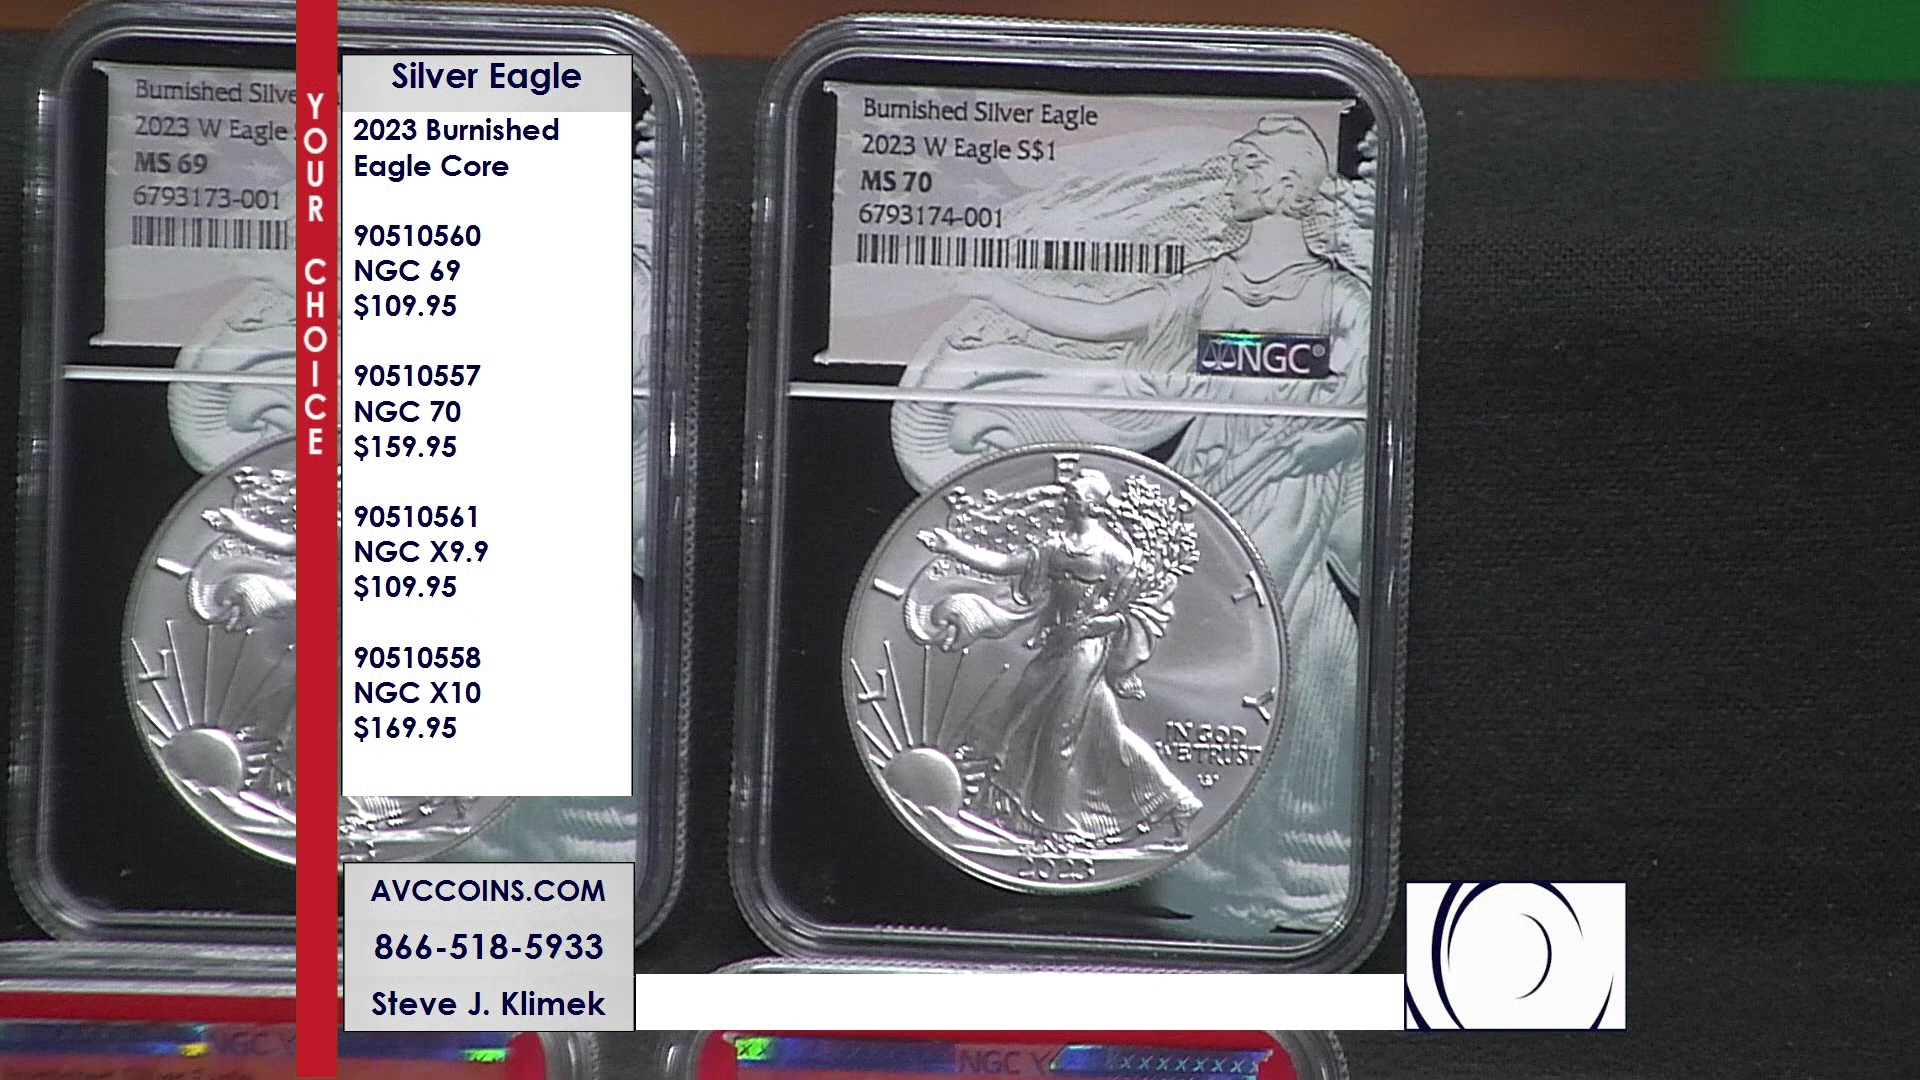 YOUR CHOICE
Silver Eagle
2023 Burnished
Eagle Core
90510560
NGC 69
$109.95
90510557
NGC 70
$159.95
90510561
NGC X9.9
$109.95
90510558
NGC X10
$169.95
AVCCOINS.COM
866-518-5933
Steve J. Klimek
Burnished Silve
2023 W Eagle
MS 69
6793173-001
Burnished Silver Eagle
2023 W Eagle S$1
MS 70
6793174-001
NGC®
LI
LIBERTY
IN GOD
WE TRUST
2023
NGC X
NGC X